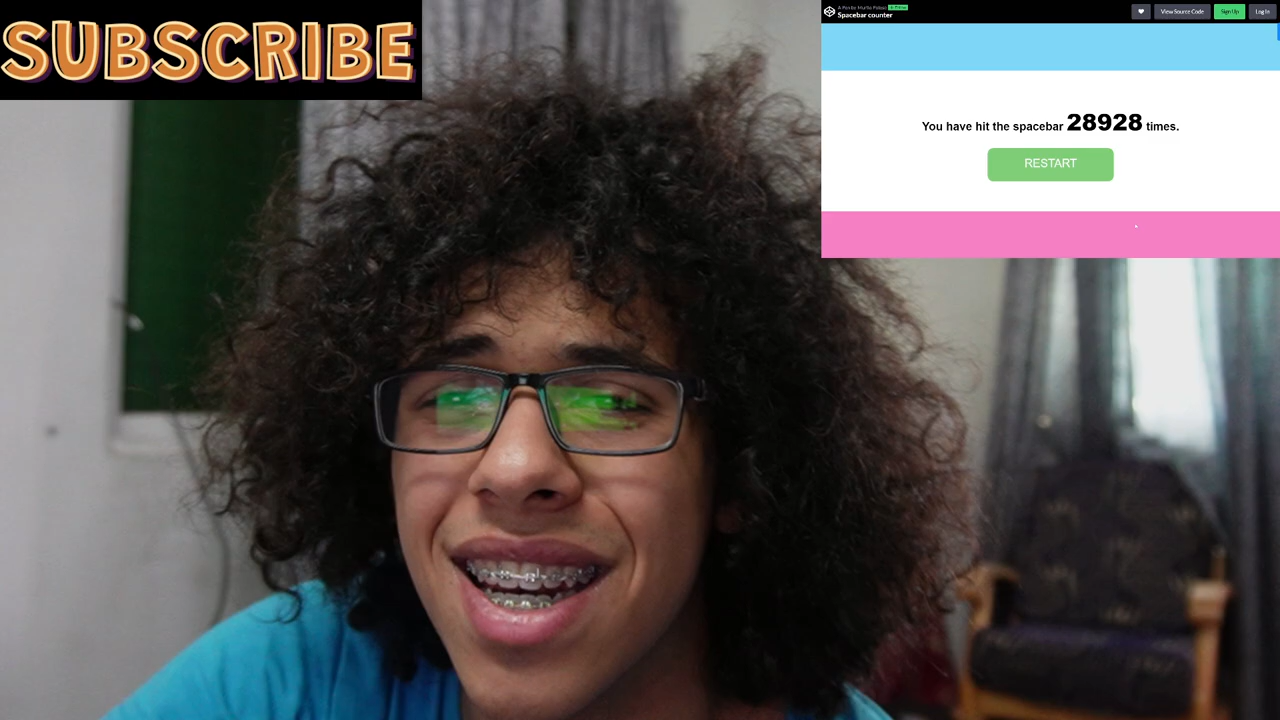 SUBSCRIBE
Spacebar counter
View Source Code
Sign Up
Log In
You have hit the spacebar 28928 times.
RESTART